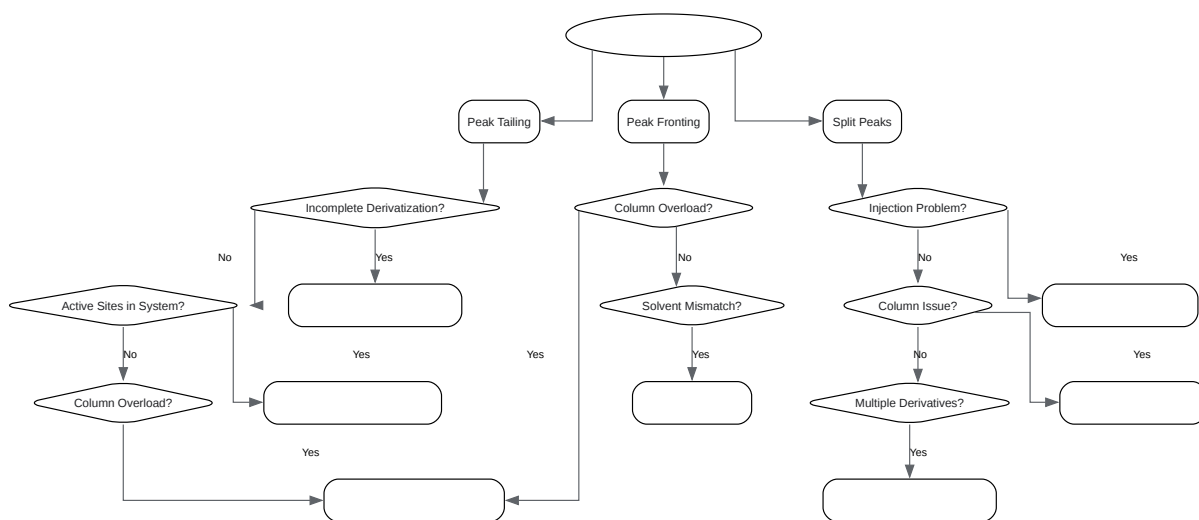 Peak Tailing
Peak Fronting
Split Peaks
Incomplete Derivatization?
Column Overload?
Injection Problem?
No
Yes
No
No
Yes
Active Sites in System?
Solvent Mismatch?
Column Issue?
No
Yes
Yes
Yes
No
Yes
Column Overload?
Multiple Derivatives?
Yes
Yes